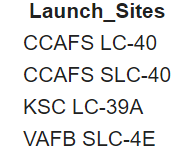 Launch_Sites
CCAFS LC-40
CCAFS SLC-40
KSC LC-39A
VAFB SLC-4E